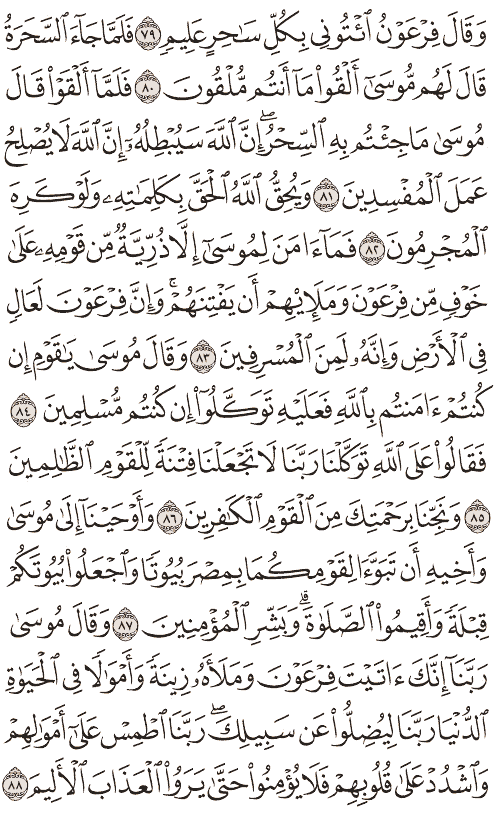 وَقَالَ فِرْعَوْنُ ٱئْتُونِي بِكُلِّ سَٰحِرٍ عَلِيمٖ ٧٩ فَلَمَّا جَآءَ ٱلسَّحَرَةُ
قَالَ لَهُم مُّوسَىٰٓ أَلْقُوا۟ مَآ أَنتُم مُّلْقُونَ ٨٠ فَلَمَّآ أَلْقَوْا۟ قَالَ
مُوسَىٰ مَا جِئْتُم بِهِ ٱلسِّحْرُۖ إِنَّ ٱللَّهَ سَيُبْطِلُهُۥٓ إِنَّ ٱللَّهَ لَا يُصْلِحُ
عَمَلَ ٱلْمُفْسِدِينَ ٨١ وَيُحِقُّ ٱللَّهُ ٱلْحَقَّ بِكَلِمَٰتِهِۦ وَلَوْ كَرِهَ
ٱلْمُجْرِمُونَ ٨٢ فَمَآ ءَامَنَ لِمُوسَىٰٓ إِلَّا ذُرِّيَّةٞ مِّن قَوْمِهِۦ عَلَىٰ
خَوْفٖ مِّن فِرْعَوْنَ وَمَلَإِي۟هِمْ أَن يَفْتِنَهُمْۚ وَإِنَّ فِرْعَوْنَ لَعَالٖ
فِي ٱلْأَرْضِ وَإِنَّهُۥ لَمِنَ ٱلْمُسْرِفِينَ ٨٣ وَقَالَ مُوسَىٰ يَٰقَوْمِ إِن
كُنتُمْ ءَامَنتُم بِٱللَّهِ فَعَلَيْهِ تَوَكَّلُوٓا۟ إِن كُنتُم مُّسْلِمِينَ ٨٤
فَقَالُوا۟ عَلَى ٱللَّهِ تَوَكَّلْنَا رَبَّنَا لَا تَجْعَلْنَا فِتْنَةٗ لِّلْقَوْمِ ٱلظَّٰلِمِينَ
٨٥ وَنَجِّنَا بِرَحْمَتِكَ مِنَ ٱلْقَوْمِ ٱلْكَٰفِرِينَ ٨٦ وَأَوْحَيْنَآ إِلَىٰ مُوسَىٰ
وَأَخِيهِ أَن تَبَوَّءَا لِقَوْمِكُمَا بِمِصْرَ بُيُوتٗا وَٱجْعَلُوا۟ بُيُوتَكُمْ
قِبْلَةٗ وَأَقِيمُوا۟ ٱلصَّلَوٰةَۗ وَبَشِّرِ ٱلْمُؤْمِنِينَ ٨٧ وَقَالَ مُوسَىٰ
رَبَّنَآ إِنَّكَ ءَاتَيْتَ فِرْعَوْنَ وَمَلَأَهُۥ زِينَةٗ وَأَمْوَٰلٗا فِي ٱلْحَيَوٰةِ
ٱلدُّنْيَا رَبَّنَا لِيُضِلُّوا۟ عَن سَبِيلِكَۖ رَبَّنَا ٱطْمِسْ عَلَىٰٓ أَمْوَٰلِهِمْ
وَٱشْدُدْ عَلَىٰ قُلُوبِهِمْ فَلَا يُؤْمِنُوا۟ حَتَّىٰ يَرَوُا۟ ٱلْعَذَابَ ٱلْأَلِيمَ ٨٨